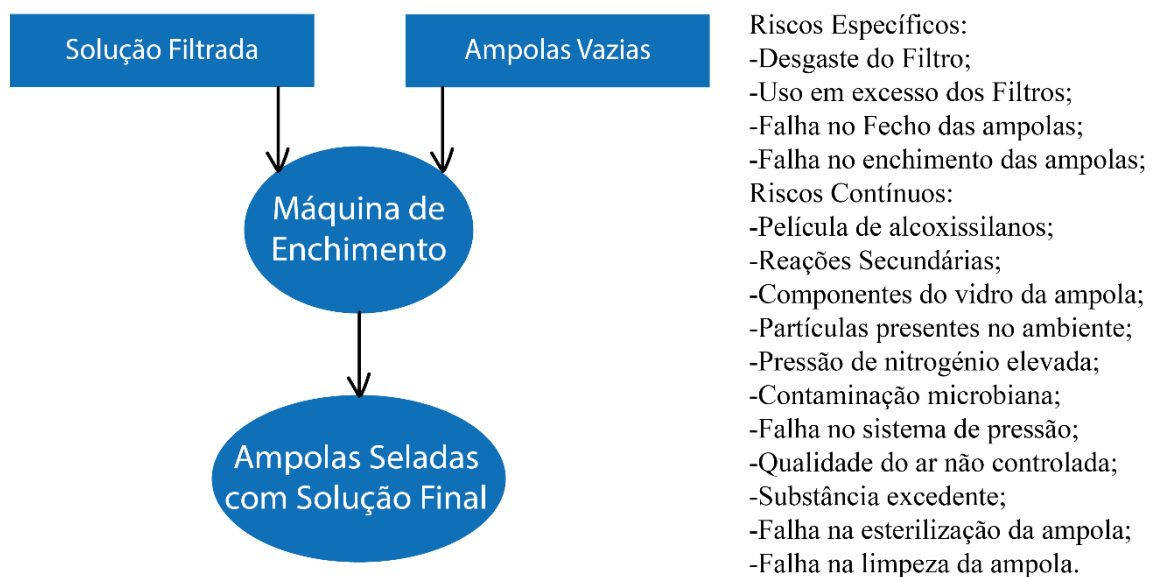 Solução Filtrada
Ampolas Vazias
Máquina de
Enchimento
Ampolas Seladas
com Solução Final
Riscos Específicos:
-Desgaste do Filtro;
-Uso em excesso dos Filtros;
-Falha no Fecho das ampolas;
-Falha no enchimento das ampolas;
Riscos Contínuos:
-Película de alcoxissilanos;
-Reações Secundárias;
-Componentes do vidro da ampola;
-Partículas presentes no ambiente;
-Pressão de nitrogénio elevada;
-Contaminação microbiana;
-Falha no sistema de pressão;
-Qualidade do ar não controlada;
-Substância excedente;
-Falha na esterilização da ampola;
-Falha na limpeza da ampola.